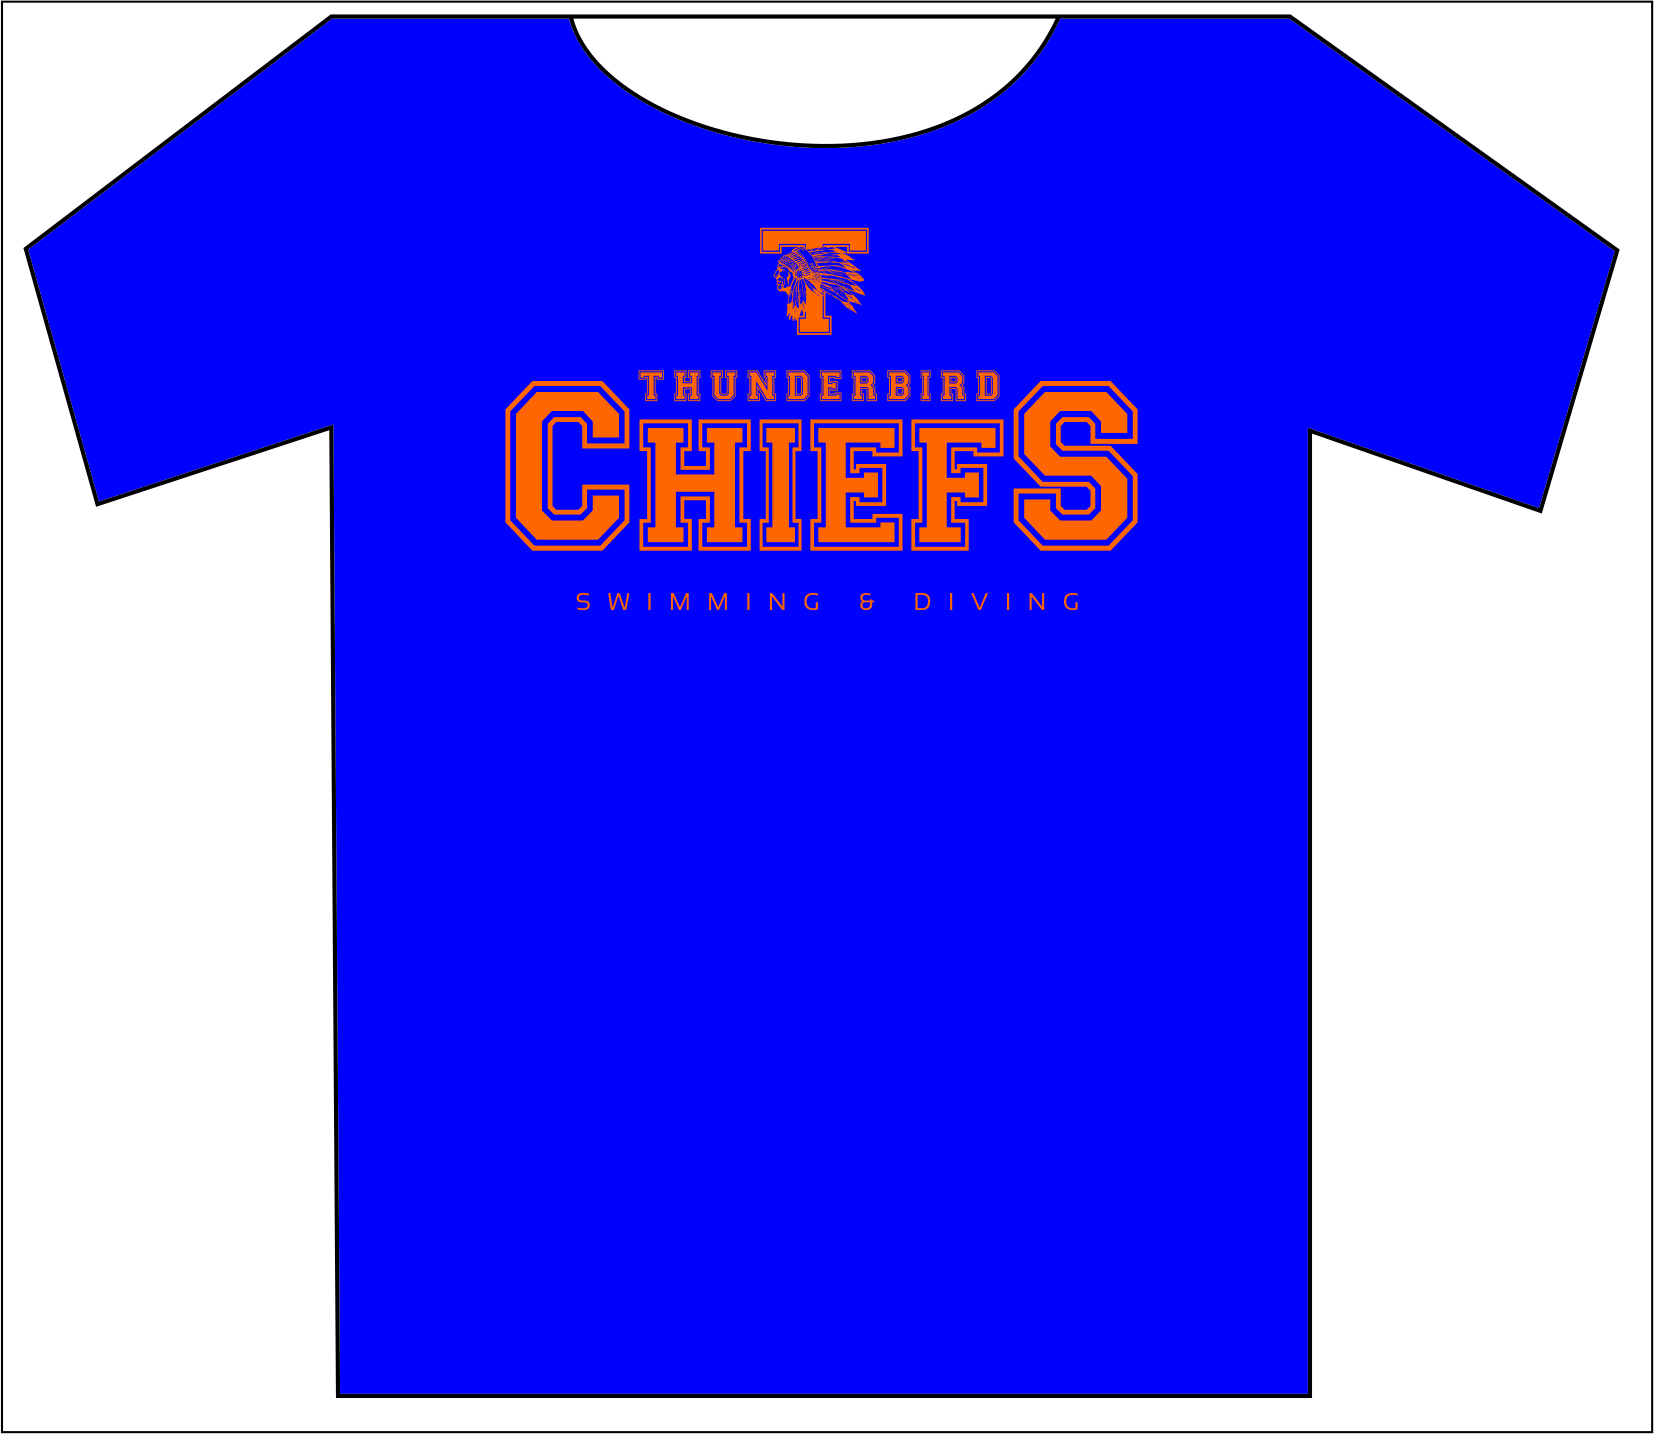 T
THUNDERBIRD
CHIEFS
SWIMMING & DIVING